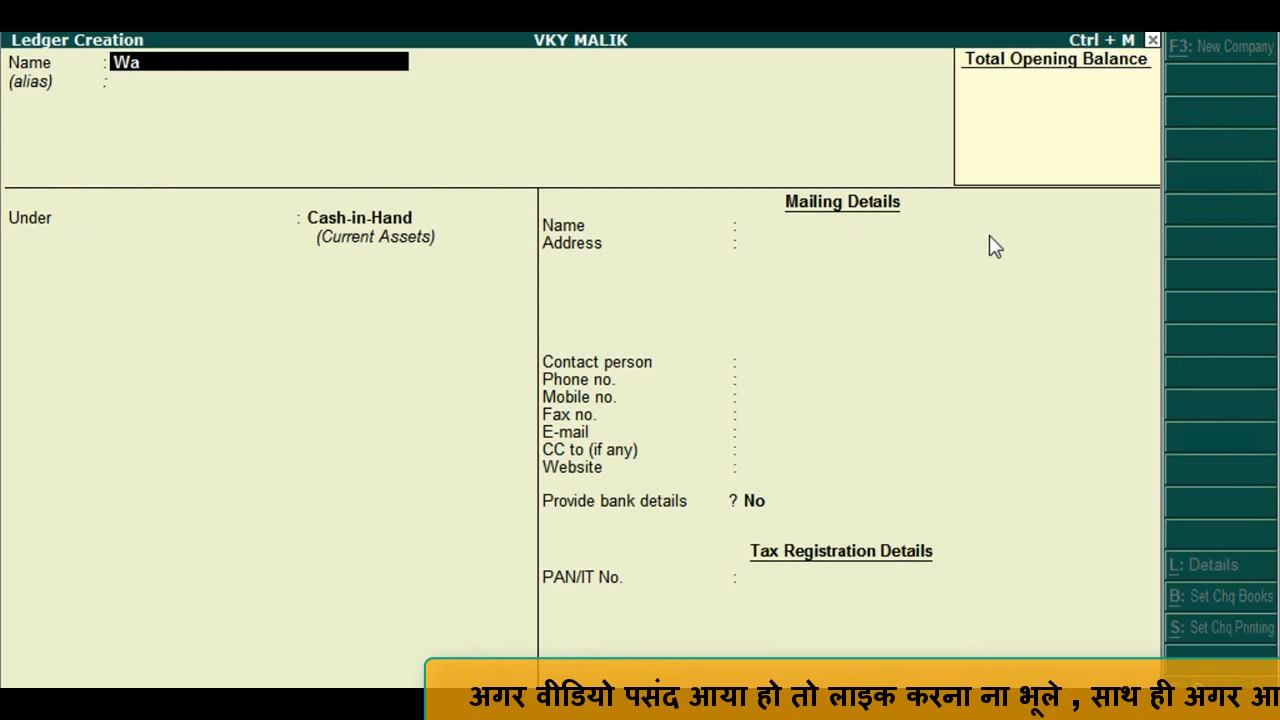 Ledger Creation VKY MALIK Ctrl + M
F3: New Company
Name : Wa
(alias) :
Total Opening Balance
Under : Cash-in-Hand
(Current Assets)
Mailing Details
Name :
Address :
Contact person :
Phone no. :
Mobile no. :
Fax no. :
E-mail :
CC to (if any) :
Website :
Provide bank details ? No
Tax Registration Details
PAN/IT No. :
L: Details
B: Set Chq Books
S: Set Chq Printing
अगर वीडियो पसंद आया हो तो लाइक करना ना भूले , साथ ही अगर आ